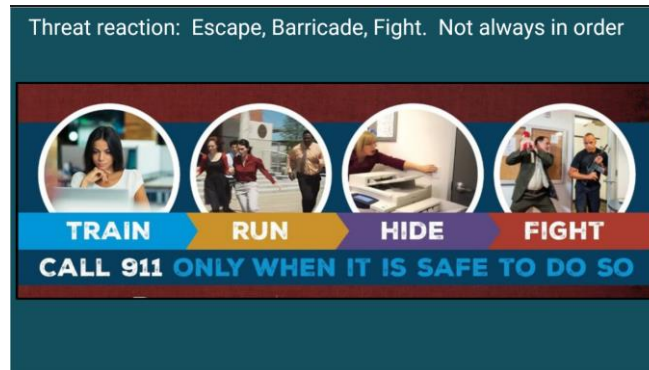 Threat reaction:  Escape, Barricade, Fight.  Not always in order
TRAIN RUN HIDE FIGHT
CALL 911 ONLY WHEN IT IS SAFE TO DO SO